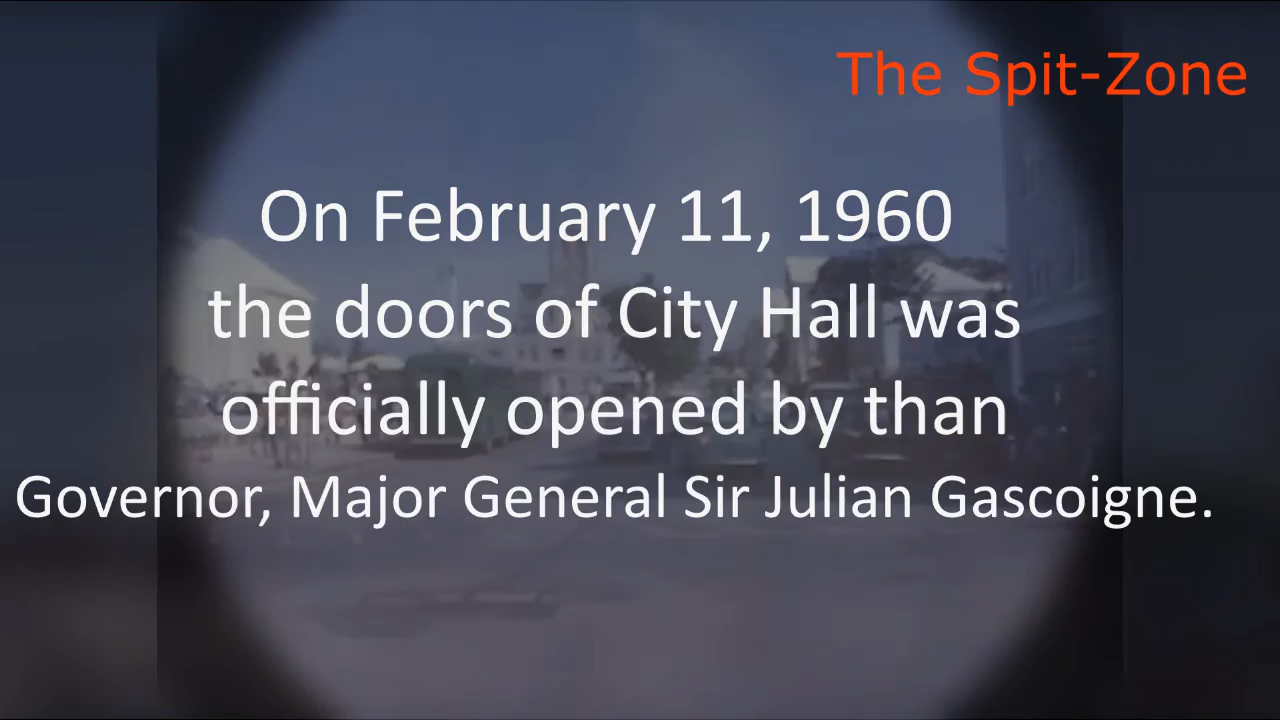 The Spit-Zone
On February 11, 1960
the doors of City Hall was
officially opened by than
Governor, Major General Sir Julian Gascoigne.